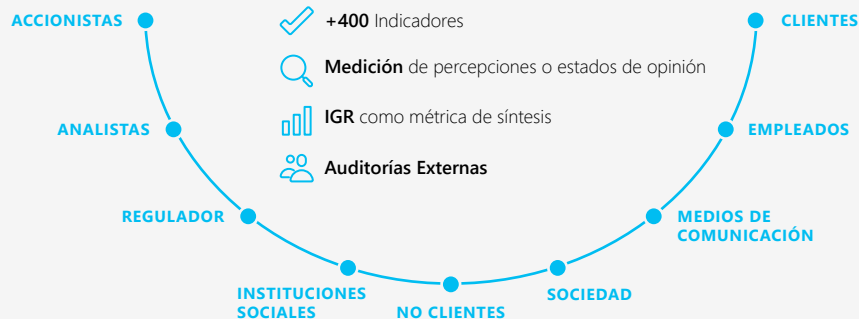 ACCIONISTAS
+400 Indicadores
CLIENTES
Medición de percepciones o estados de opinión
ANALISTAS
IGR como métrica de síntesis
EMPLEADOS
Auditorías Externas
REGULADOR
MEDIOS DE
COMUNICACIÓN
INSTITUCIONES
SOCIALES
NO CLIENTES
SOCIEDAD